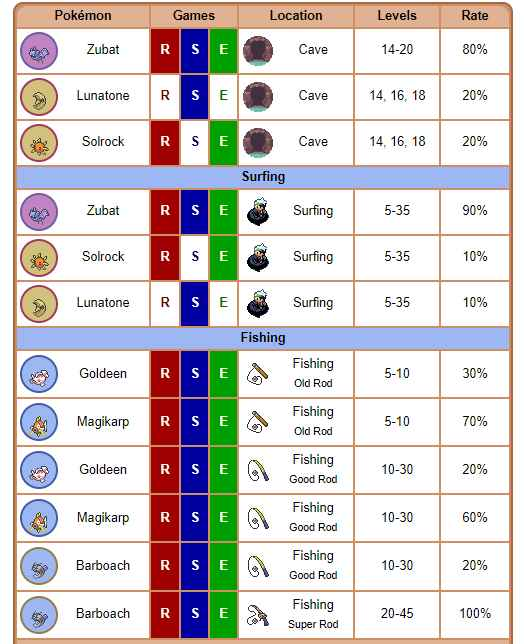 Pokémon Games Location Levels Rate
Zubat R S E Cave 14-20 80%
Lunatone R S E Cave 14, 16, 18 20%
Solrock R S E Cave 14, 16, 18 20%
Surfing
Zubat R S E Surfing 5-35 90%
Solrock R S E Surfing 5-35 10%
Lunatone R S E Surfing 5-35 10%
Fishing
Goldeen R S E Fishing 5-10 30%
Old Rod
Magikarp R S E Fishing 5-10 70%
Old Rod
Goldeen R S E Fishing 10-30 20%
Good Rod
Magikarp R S E Fishing 10-30 60%
Good Rod
Barboach R S E Fishing 10-30 20%
Good Rod
Barboach R S E Fishing 20-45 100%
Super Rod